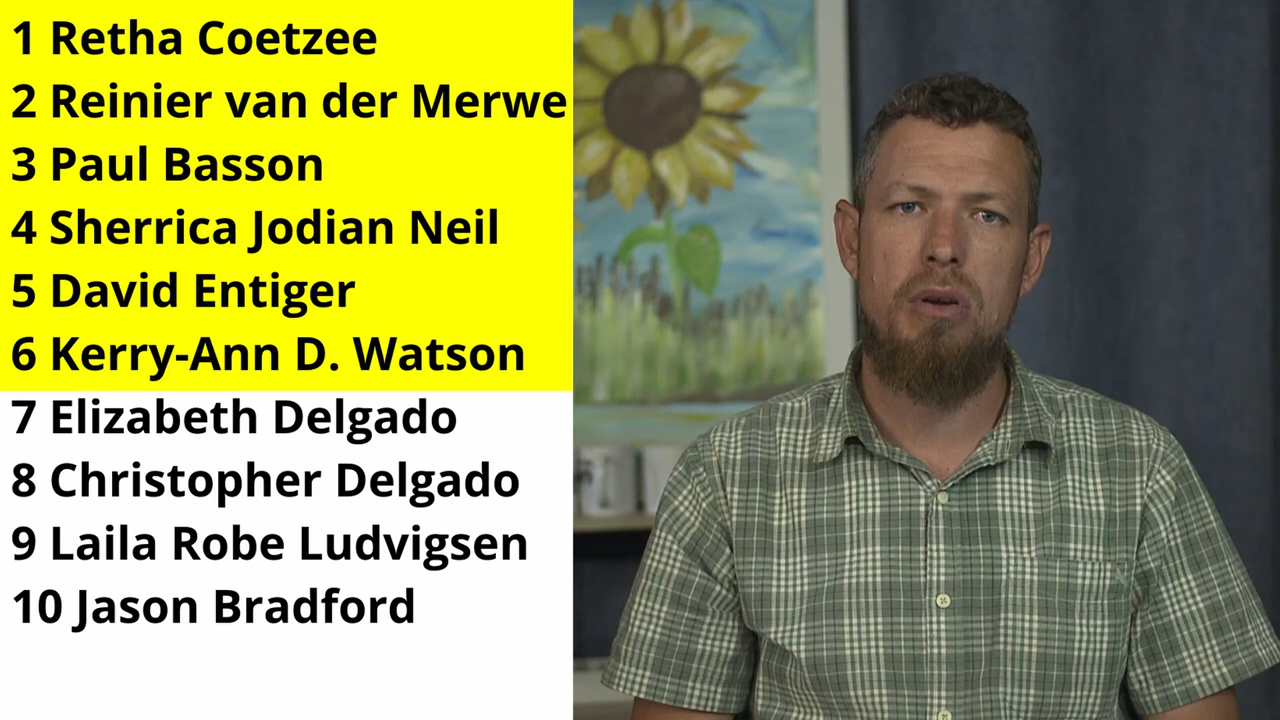 1 Retha Coetzee
2 Reinier van der Merwe
3 Paul Basson
4 Sherrica Jodian Neil
5 David Entiger
6 Kerry-Ann D. Watson
7 Elizabeth Delgado
8 Christopher Delgado
9 Laila Robe Ludvigsen
10 Jason Bradford